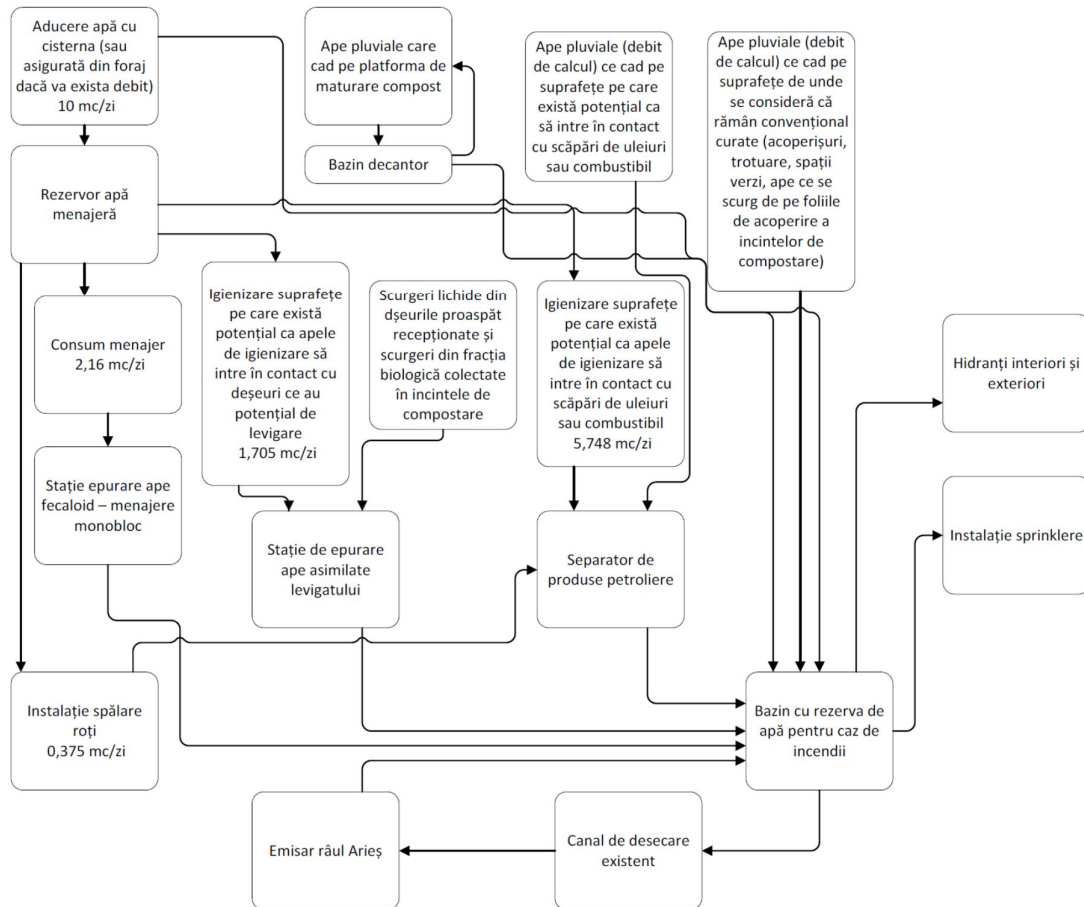 Aducere apă cu
cisterna (sau
asigurată din foraj
dacă va exista debit)
10 mc/zi
Ape pluviale care
cad pe platforma de
maturare compost
Ape pluviale (debit
de calcul) ce cad pe
suprafețe pe care
există potențial ca
să intre în contact
cu scăpări de uleiuri
sau combustibil
Ape pluviale (debit
de calcul) ce cad pe
suprafețe de unde
se consideră că
rămân convențional
curate (acoperișuri,
trotuare, spații
verzi, ape ce se
scurg de pe foliile
de acoperire a
incintelor de
compostare)
Bazin decantor
Rezervor apă
menajeră
Consum menajer
2,16 mc/zi
Igienizare suprafețe
pe care există
potențial ca apele
de igienizare să
intre în contact cu
deșeuri ce au
potențial de
levigare
1,705 mc/zi
Scurgeri lichide din
dșeurile proaspăt
recepționate și
scurgeri din fracția
biologică colectate
în incintele de
compostare
Igienizare suprafețe
pe care există
potențial ca apele
de igienizare să
intre în contact cu
scăpări de uleiuri
sau combustibil
5,748 mc/zi
Hidranți interiori și
exteriori
Stație epurare ape
fecaloid – menajere
monobloc
Stație de epurare
ape asimilate
levigatului
Separator de
produse petroliere
Instalație sprinklere
Instalație spălare
roți
0,375 mc/zi
Bazin cu rezerva de
apă pentru caz de
incendii
Emisar râul Arieș
Canal de desecare
existent